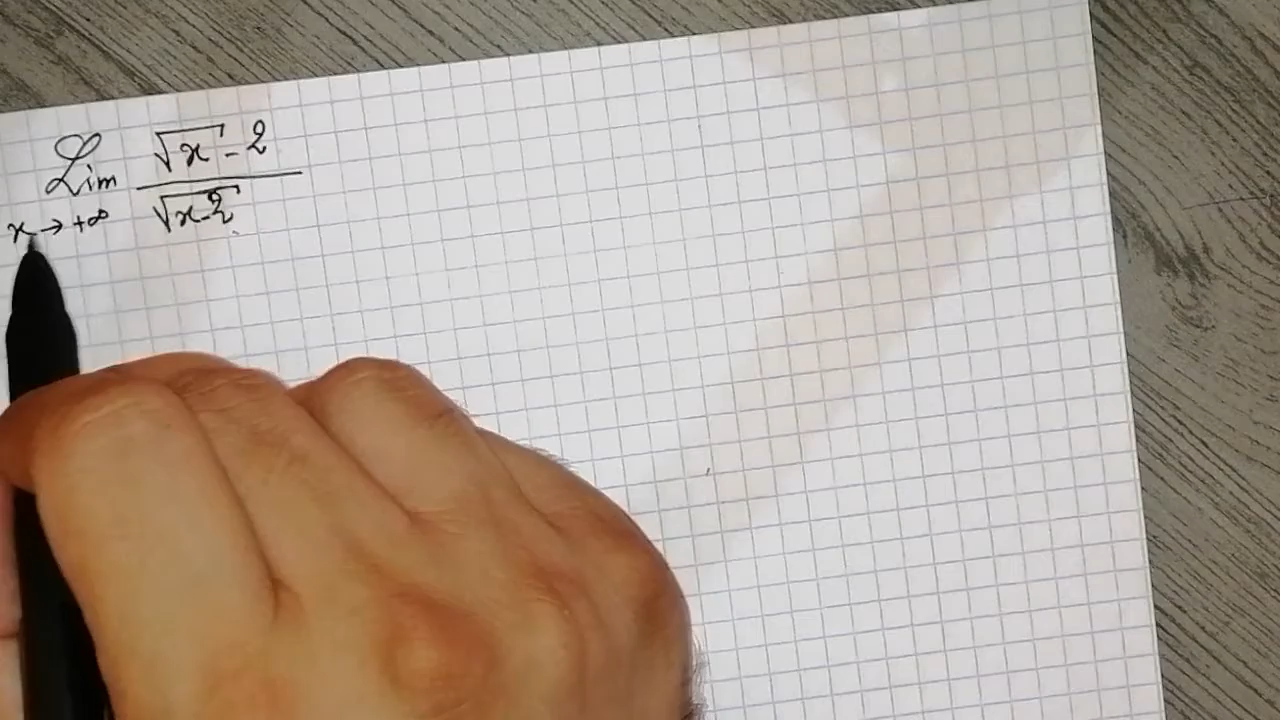 Lim √x - 2 / √x-2
x → +∞